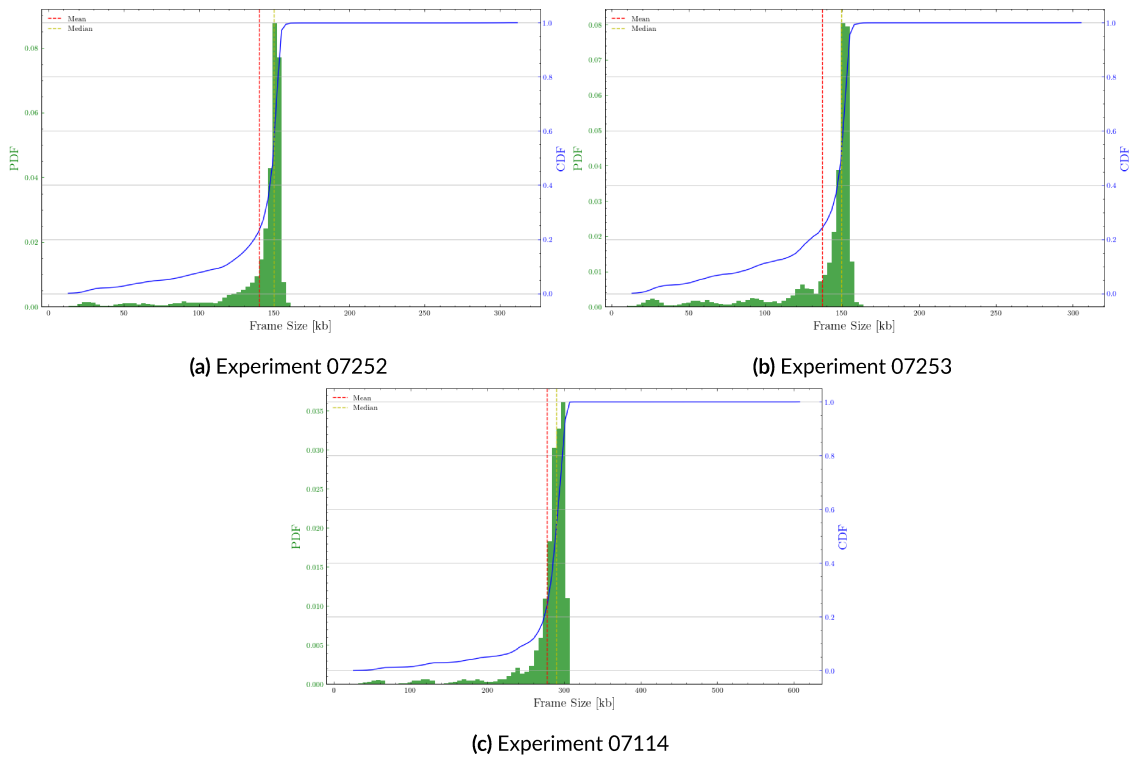 Mean
Median
0.08
0.06
0.04
0.02
0.00
PDF
1.0
0.8
0.6
0.4
0.2
0.0
CDF
0 50 100 150 200 250 300
Frame Size [kb]
(a) Experiment 07252
Mean
Median
0.08
0.07
0.06
0.05
0.04
0.03
0.02
0.01
0.00
PDF
1.0
0.8
0.6
0.4
0.2
0.0
CDF
0 50 100 150 200 250 300
Frame Size [kb]
(b) Experiment 07253
Mean
Median
0.035
0.030
0.025
0.020
0.015
0.010
0.005
0.000
PDF
1.0
0.8
0.6
0.4
0.2
0.0
CDF
0 100 200 300 400 500 600
Frame Size [kb]
(c) Experiment 07114